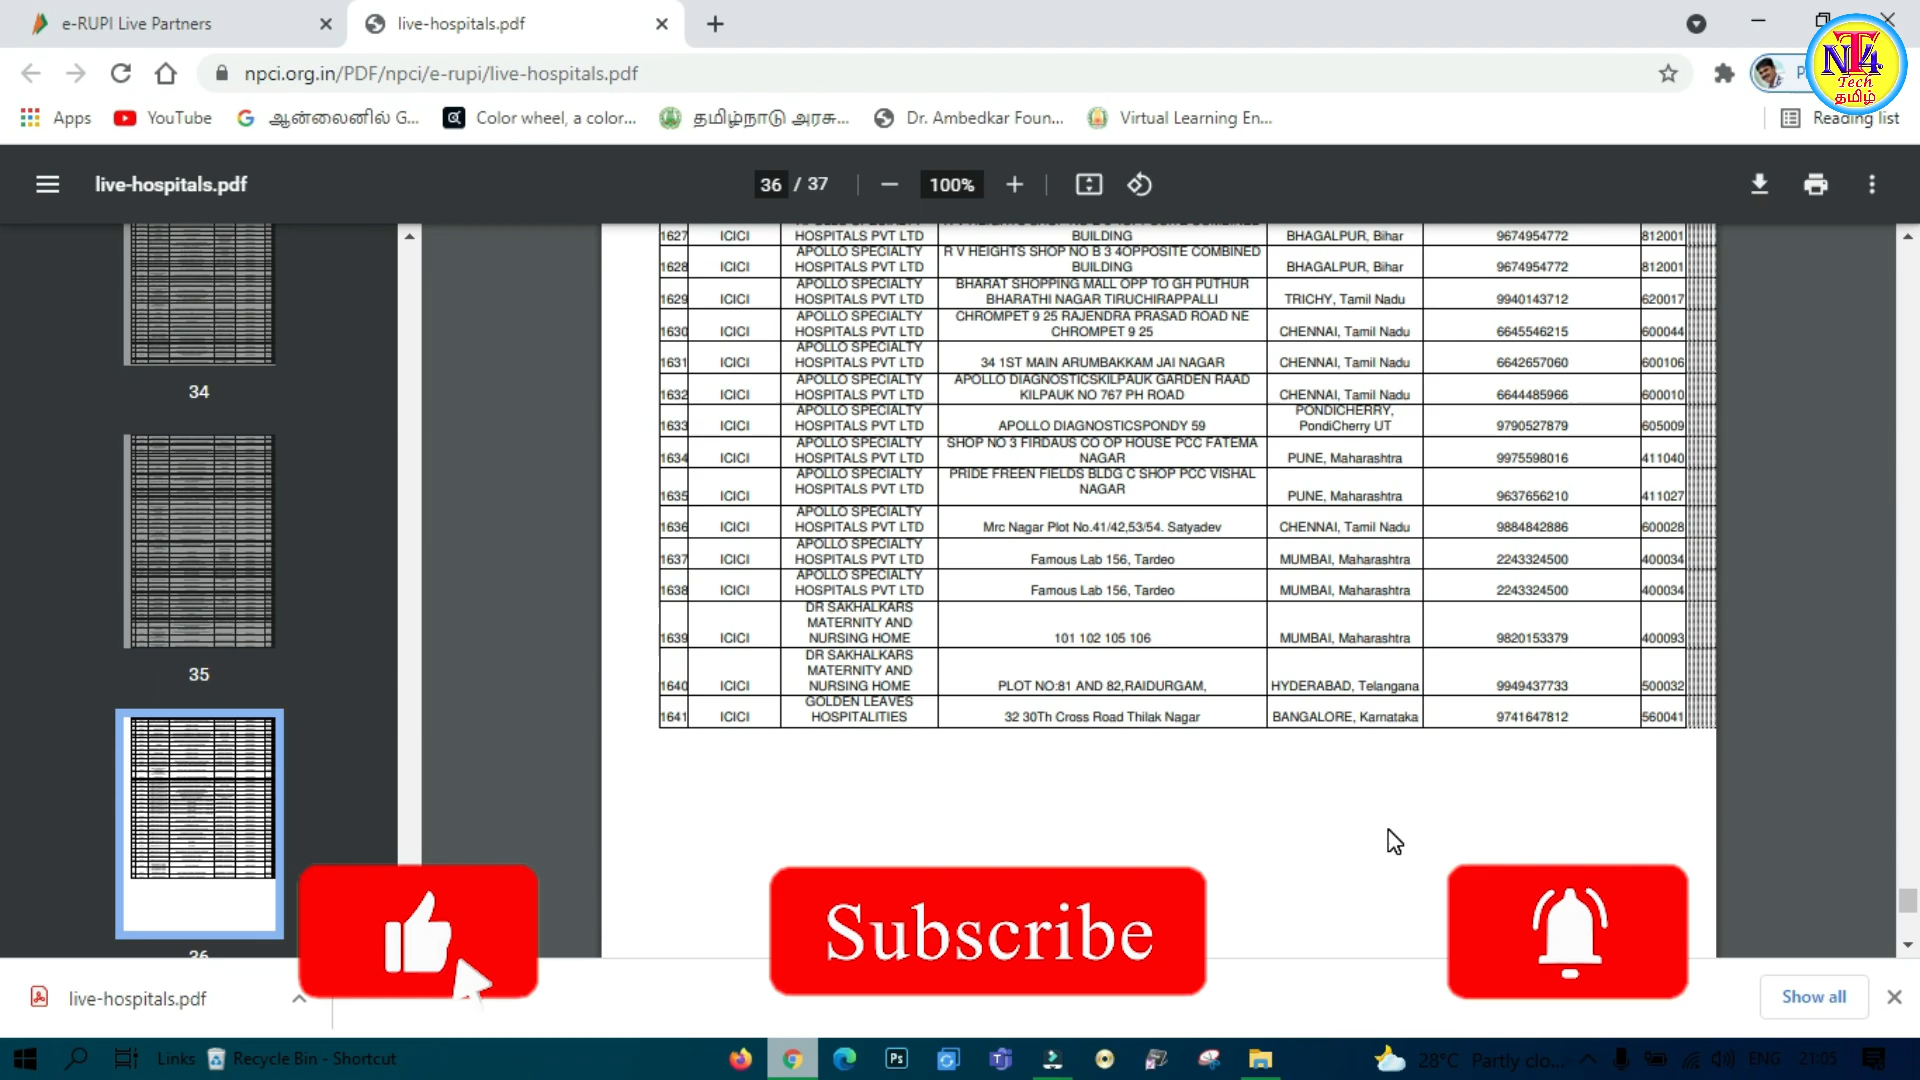 e-RUPI Live Partners
live-hospitals.pdf
npci.org.in/PDF/npci/e-rupi/live-hospitals.pdf
NT4
Tech
தமிழ்
Apps
YouTube
ஆன்லைனில் G...
Color wheel, a color...
தமிழ்நாடு அரசு...
Dr. Ambedkar Foun...
Virtual Learning En...
Reading list
live-hospitals.pdf
36 / 37
100%
34
35
1627 ICICI HOSPITALS PVT LTD BUILDING BHAGALPUR, Bihar 9674954772 812001
APOLLO SPECIALTY R V HEIGHTS SHOP NO B 3 4OPPOSITE COMBINED
1628 ICICI HOSPITALS PVT LTD BUILDING BHAGALPUR, Bihar 9674954772 812001
APOLLO SPECIALTY BHARAT SHOPPING MALL OPP TO GH PUTHUR
1629 ICICI HOSPITALS PVT LTD BHARATHI NAGAR TIRUCHIRAPPALLI TRICHY, Tamil Nadu 9940143712 620017
APOLLO SPECIALTY CHROMPET 9 25 RAJENDRA PRASAD ROAD NE
1630 ICICI HOSPITALS PVT LTD CHROMPET 9 25 CHENNAI, Tamil Nadu 6645546215 600044
APOLLO SPECIALTY
1631 ICICI HOSPITALS PVT LTD 34 1ST MAIN ARUMBAKKAM JAI NAGAR CHENNAI, Tamil Nadu 6642657060 600106
APOLLO SPECIALTY APOLLO DIAGNOSTICSKILPAUK GARDEN RAAD
1632 ICICI HOSPITALS PVT LTD KILPAUK NO 767 PH ROAD CHENNAI, Tamil Nadu 6644485966 600010
APOLLO SPECIALTY PONDICHERRY,
1633 ICICI HOSPITALS PVT LTD APOLLO DIAGNOSTICSPONDY 59 PondiCherry UT 9790527879 605009
APOLLO SPECIALTY SHOP NO 3 FIRDAUS CO OP HOUSE PCC FATEMA
1634 ICICI HOSPITALS PVT LTD NAGAR PUNE, Maharashtra 9975598016 411040
APOLLO SPECIALTY PRIDE FREEN FIELDS BLDG C SHOP PCC VISHAL
1635 ICICI HOSPITALS PVT LTD NAGAR PUNE, Maharashtra 9637656210 411027
APOLLO SPECIALTY
1636 ICICI HOSPITALS PVT LTD Mrc Nagar Plot No.41/42,53/54. Satyadev CHENNAI, Tamil Nadu 9884842886 600028
APOLLO SPECIALTY
1637 ICICI HOSPITALS PVT LTD Famous Lab 156, Tardeo MUMBAI, Maharashtra 2243324500 400034
APOLLO SPECIALTY
1638 ICICI HOSPITALS PVT LTD Famous Lab 156, Tardeo MUMBAI, Maharashtra 2243324500 400034
DR SAKHALKARS
MATERNITY AND
1639 ICICI NURSING HOME 101 102 105 106 MUMBAI, Maharashtra 9820153379 400093
DR SAKHALKARS
MATERNITY AND
1640 ICICI NURSING HOME PLOT NO:81 AND 82,RAIDURGAM, HYDERABAD, Telangana 9949437733 500032
GOLDEN LEAVES
1641 ICICI HOSPITALITIES 32 30Th Cross Road Thilak Nagar BANGALORE, Karnataka 9741647812 560041
Subscribe
live-hospitals.pdf
Show all
Links
Recycle Bin - Shortcut
Ps
28°C Partly clo...
ENG
21:05